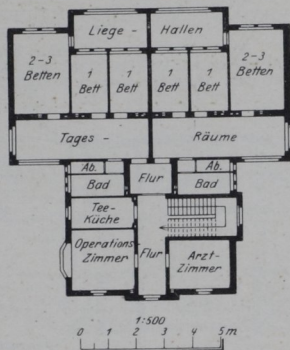 Liege - Hallen
2-3 Betten
1 Bett
1 Bett
1 Bett
1 Bett
2-3 Betten
Tages - Räume
Ab.
Bad
Flur
Ab.
Bad
Tee-
Küche
Operations
Zimmer
Flur
Arzt-
Zimmer
1:500
0 1 2 3 4 5m